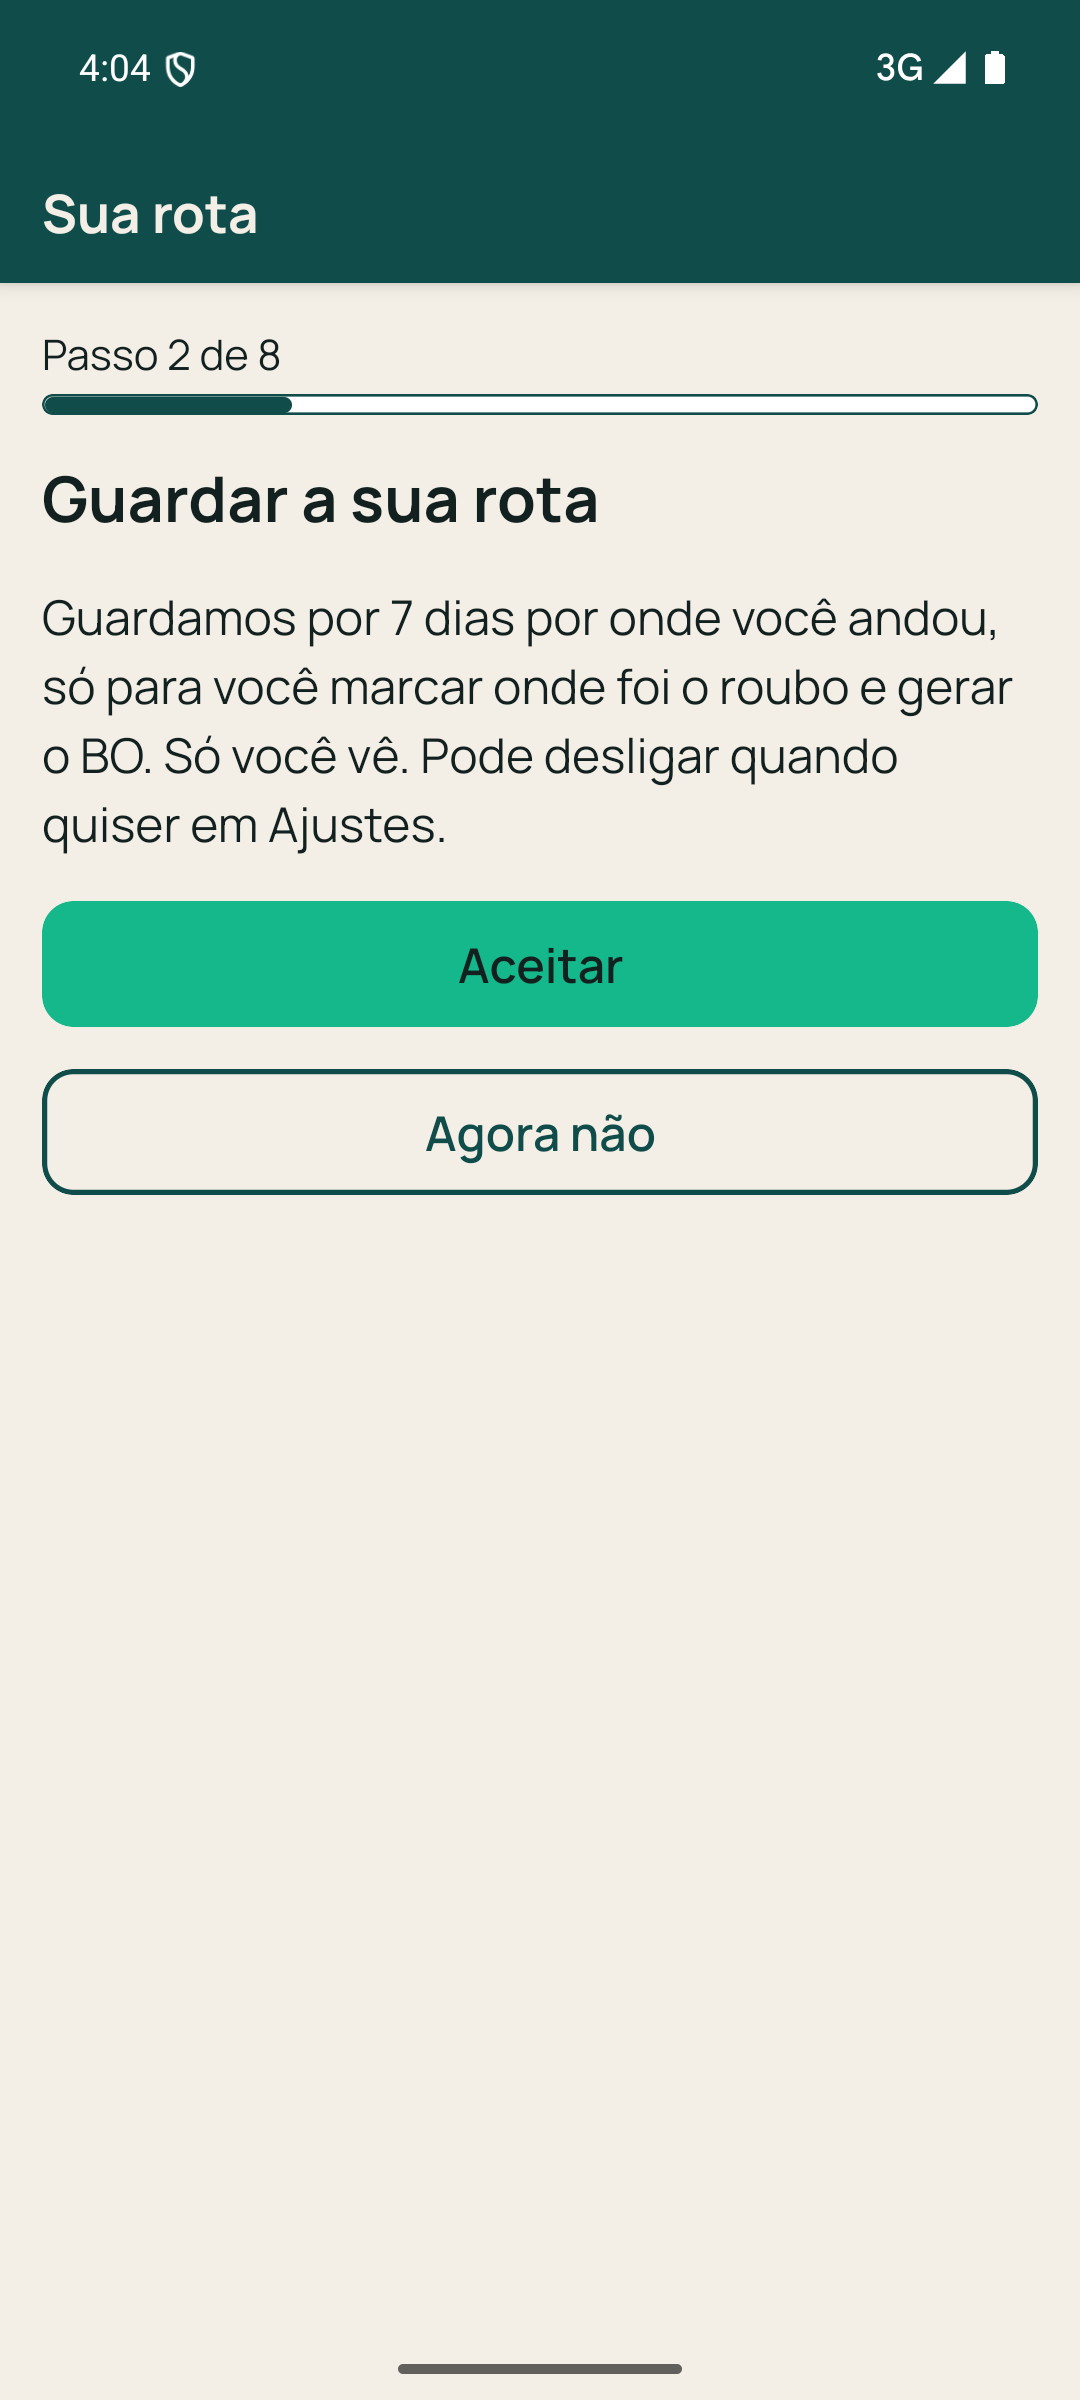 4:04
3G
Sua rota
Passo 2 de 8
Guardar a sua rota
Guardamos por 7 dias por onde você andou,
só para você marcar onde foi o roubo e gerar
o BO. Só você vê. Pode desligar quando
quiser em Ajustes.
Aceitar
Agora não